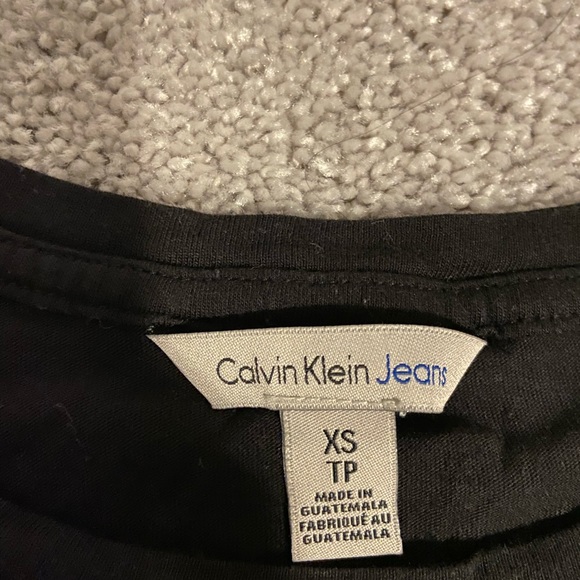 Calvin Klein Jeans
XS
TP
MADE IN
GUATEMALA
FABRIQUÉ AU
GUATEMALA